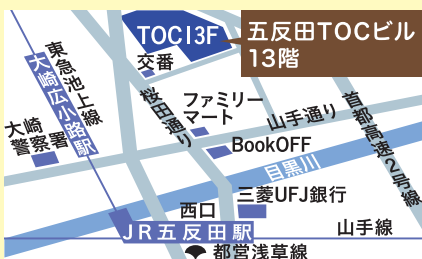 TOC13F
五反田TOCビル
13階
交番
東急池上線
大崎広小路駅
桜田通り
ファミリー
マート
山手通り
首都高速2号線
大崎
警察署
BookOFF
目黒川
三菱UFJ銀行
西口
JR五反田駅
山手線
都営浅草線